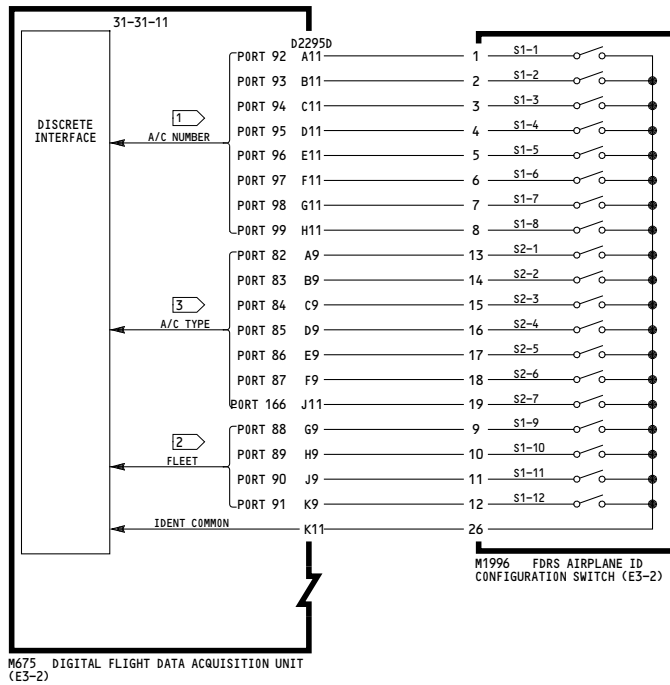 31-31-11
D2295D
PORT 92 A11 1 S1-1
PORT 93 B11 2 S1-2
PORT 94 C11 3 S1-3
1
DISCRETE INTERFACE
PORT 95 D11 4 S1-4
A/C NUMBER
PORT 96 E11 5 S1-5
PORT 97 F11 6 S1-6
PORT 98 G11 7 S1-7
PORT 99 H11 8 S1-8
PORT 82 A9 13 S2-1
PORT 83 B9 14 S2-2
3
PORT 84 C9 15 S2-3
A/C TYPE
PORT 85 D9 16 S2-4
PORT 86 E9 17 S2-5
PORT 87 F9 18 S2-6
PORT 166 J11 19 S2-7
PORT 88 G9 9 S1-9
2
PORT 89 H9 10 S1-10
FLEET
PORT 90 J9 11 S1-11
PORT 91 K9 12 S1-12
IDENT COMMON K11 26
M1996 FDRS AIRPLANE ID
CONFIGURATION SWITCH (E3-2)
M675 DIGITAL FLIGHT DATA ACQUISITION UNIT
(E3-2)